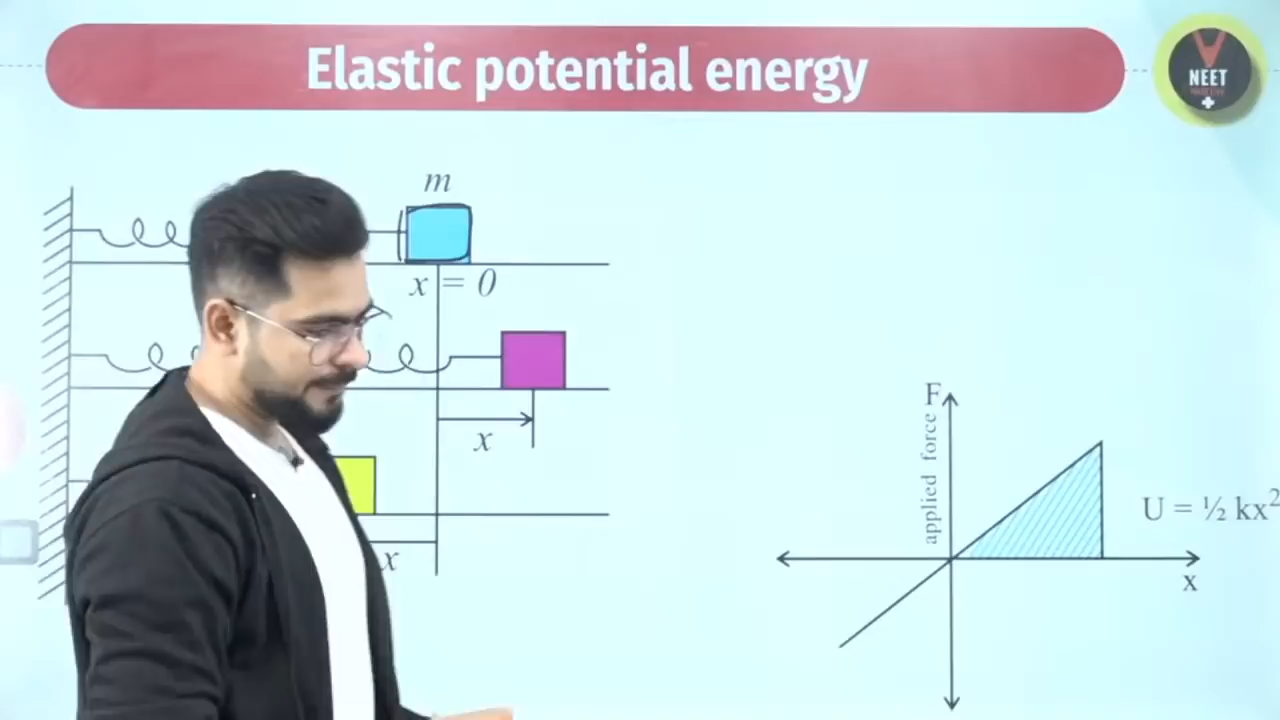 Elastic potential energy
NEET
m
x = 0
x
x
F
applied force
U = ½ kx²
x